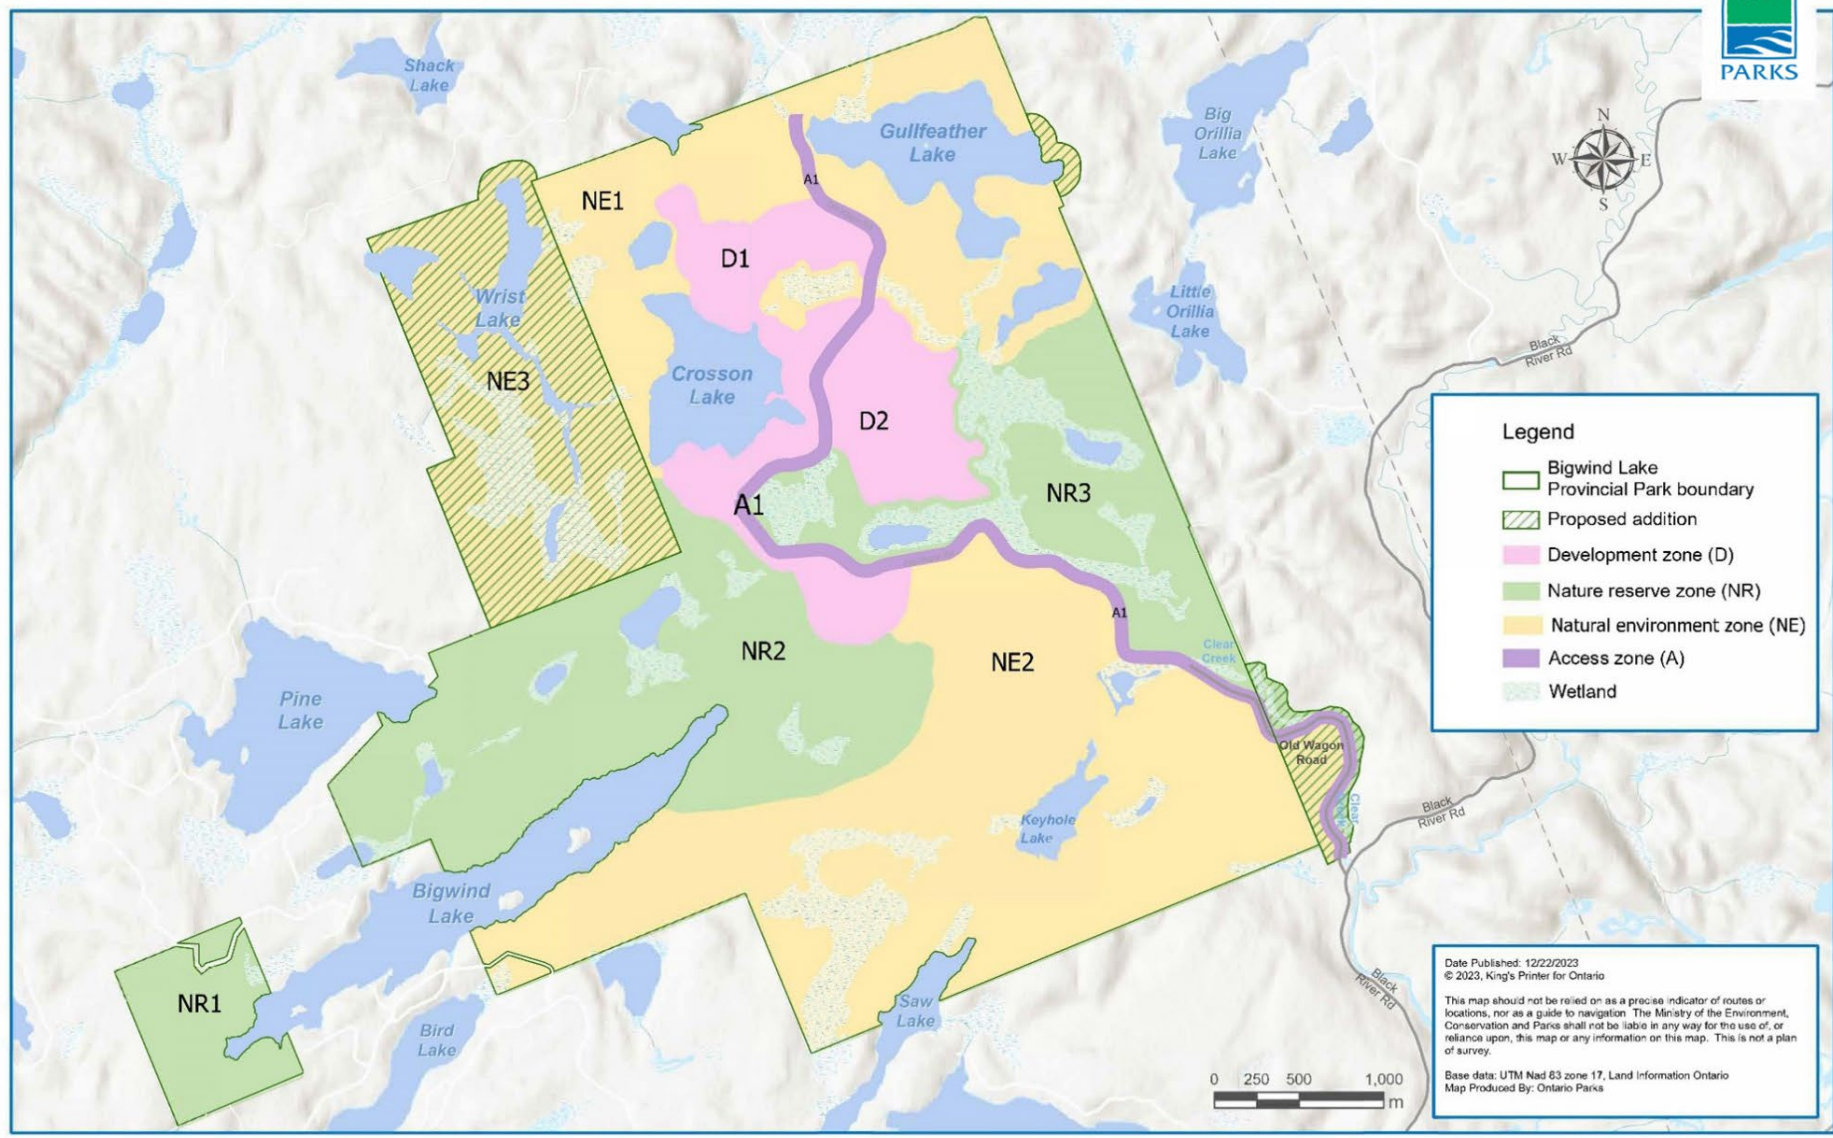 PARKS
Shack
Lake
Gullfeather
Lake
Big
Orillia
Lake
N
W
E
S
A1
NE1
D1
Wrist
Lake
Little
Orillia
Lake
Black
River Rd
NE3
Crosson
Lake
D2
A1
NR3
A1
NR2
NE2
Clear
Creek
Pine
Lake
Old Wagon
Road
Clear
Black
River Rd
Keyhole
Lake
Bigwind
Lake
NR1
Bird
Lake
Saw
Lake
Black
River Rd
Legend
Bigwind Lake
Provincial Park boundary
Proposed addition
Development zone (D)
Nature reserve zone (NR)
Natural environment zone (NE)
Access zone (A)
Wetland
0 250 500 1,000
m
Date Published: 12/22/2023
© 2023, King's Printer for Ontario
This map should not be relied on as a precise indicator of routes or
locations, nor as a guide to navigation The Ministry of the Environment,
Conservation and Parks shall not be liable in any way for the use of, or
reliance upon, this map or any information on this map. This is not a plan
of survey.
Base data: UTM Nad 83 zone 17, Land Information Ontario
Map Produced By: Ontario Parks